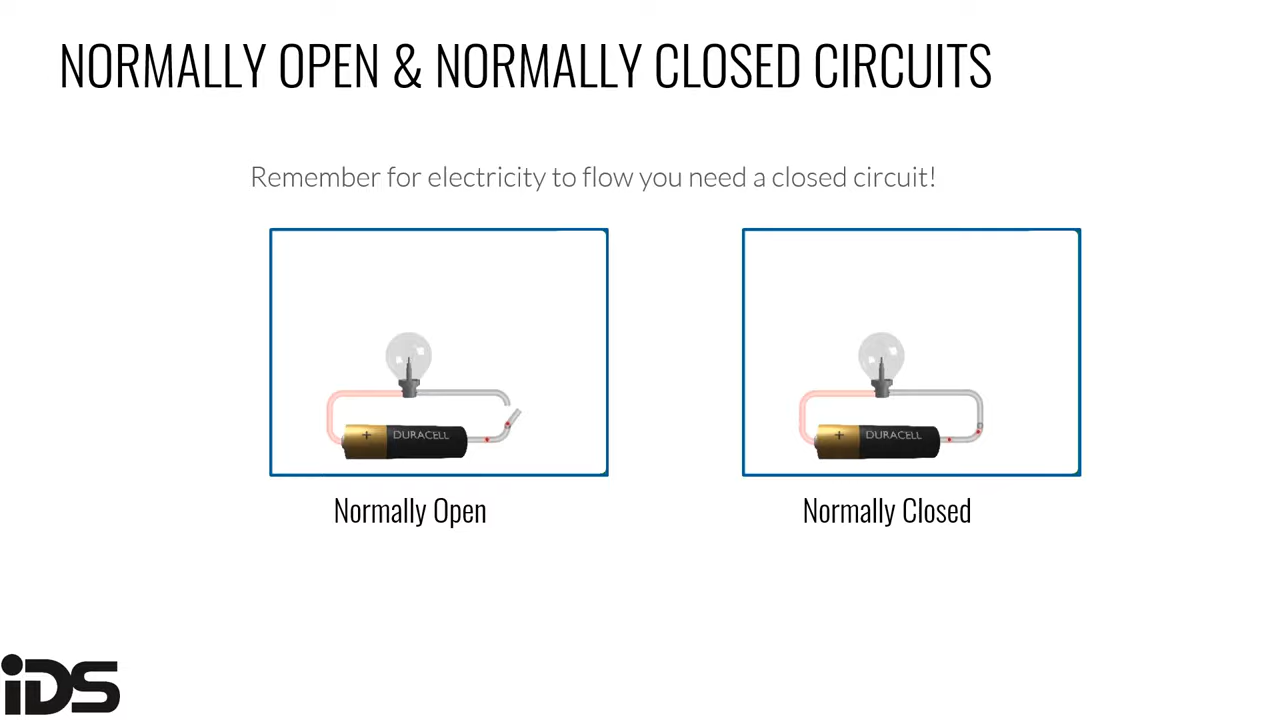 NORMALLY OPEN & NORMALLY CLOSED CIRCUITS
Remember for electricity to flow you need a closed circuit!
+ DURACELL
+ DURACELL
Normally Open
Normally Closed
iDS